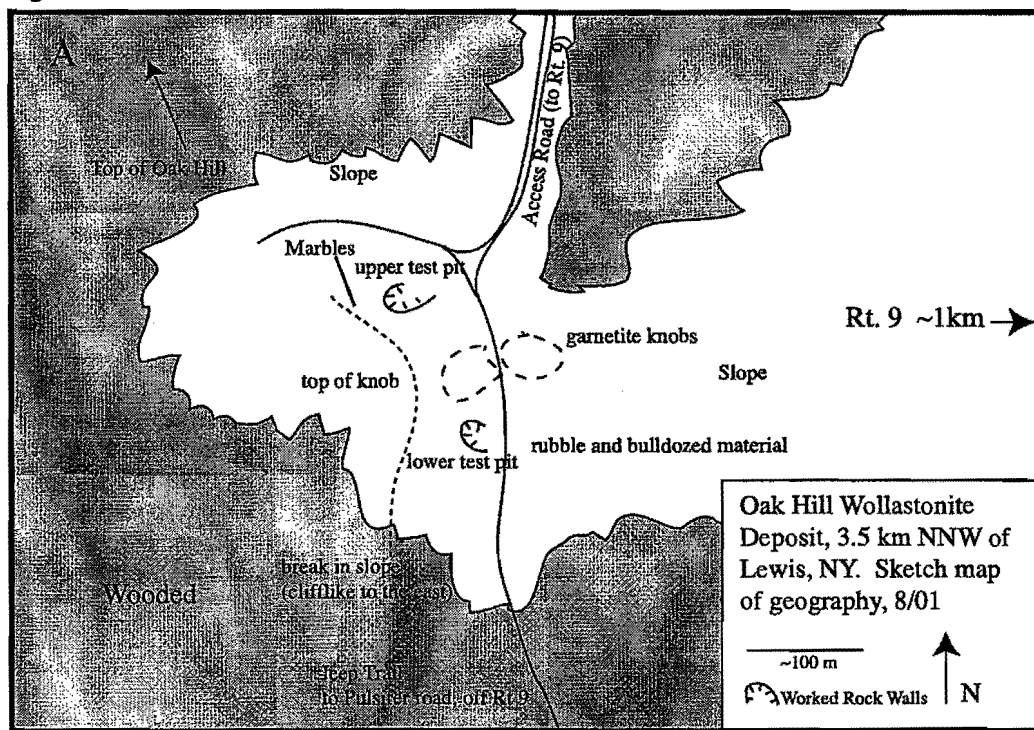 A
Top of Oak Hill
Slope
Access Road (to Rt. 9)
Marbles
upper test pit
Rt. 9 ~1km
garnetite knobs
top of knob
Slope
rubble and bulldozed material
lower test pit
break in slope
(clifflike to the east)
Wooded
Jeep Trail
to Pulsifer road, off Rt 9
Oak Hill Wollastonite
Deposit, 3.5 km NNW of
Lewis, NY. Sketch map
of geography, 8/01
~100 m
Worked Rock Walls
N